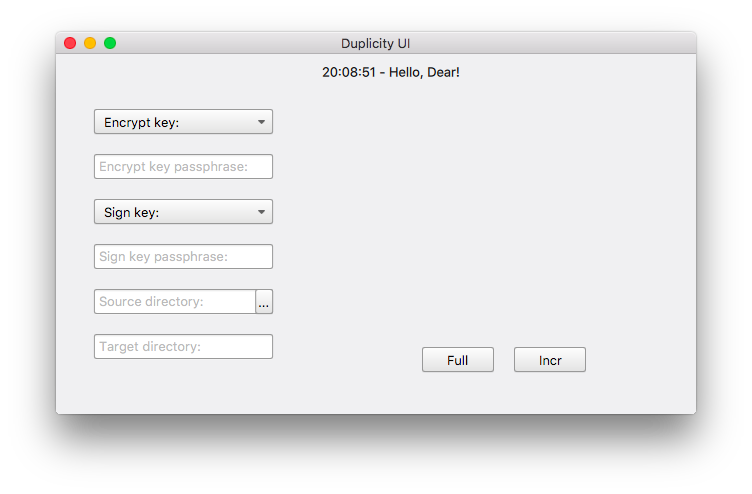 Duplicity UI
20:08:51 - Hello, Dear!
Encrypt key:
Encrypt key passphrase:
Sign key:
Sign key passphrase:
Source directory:
...
Target directory:
Full
Incr